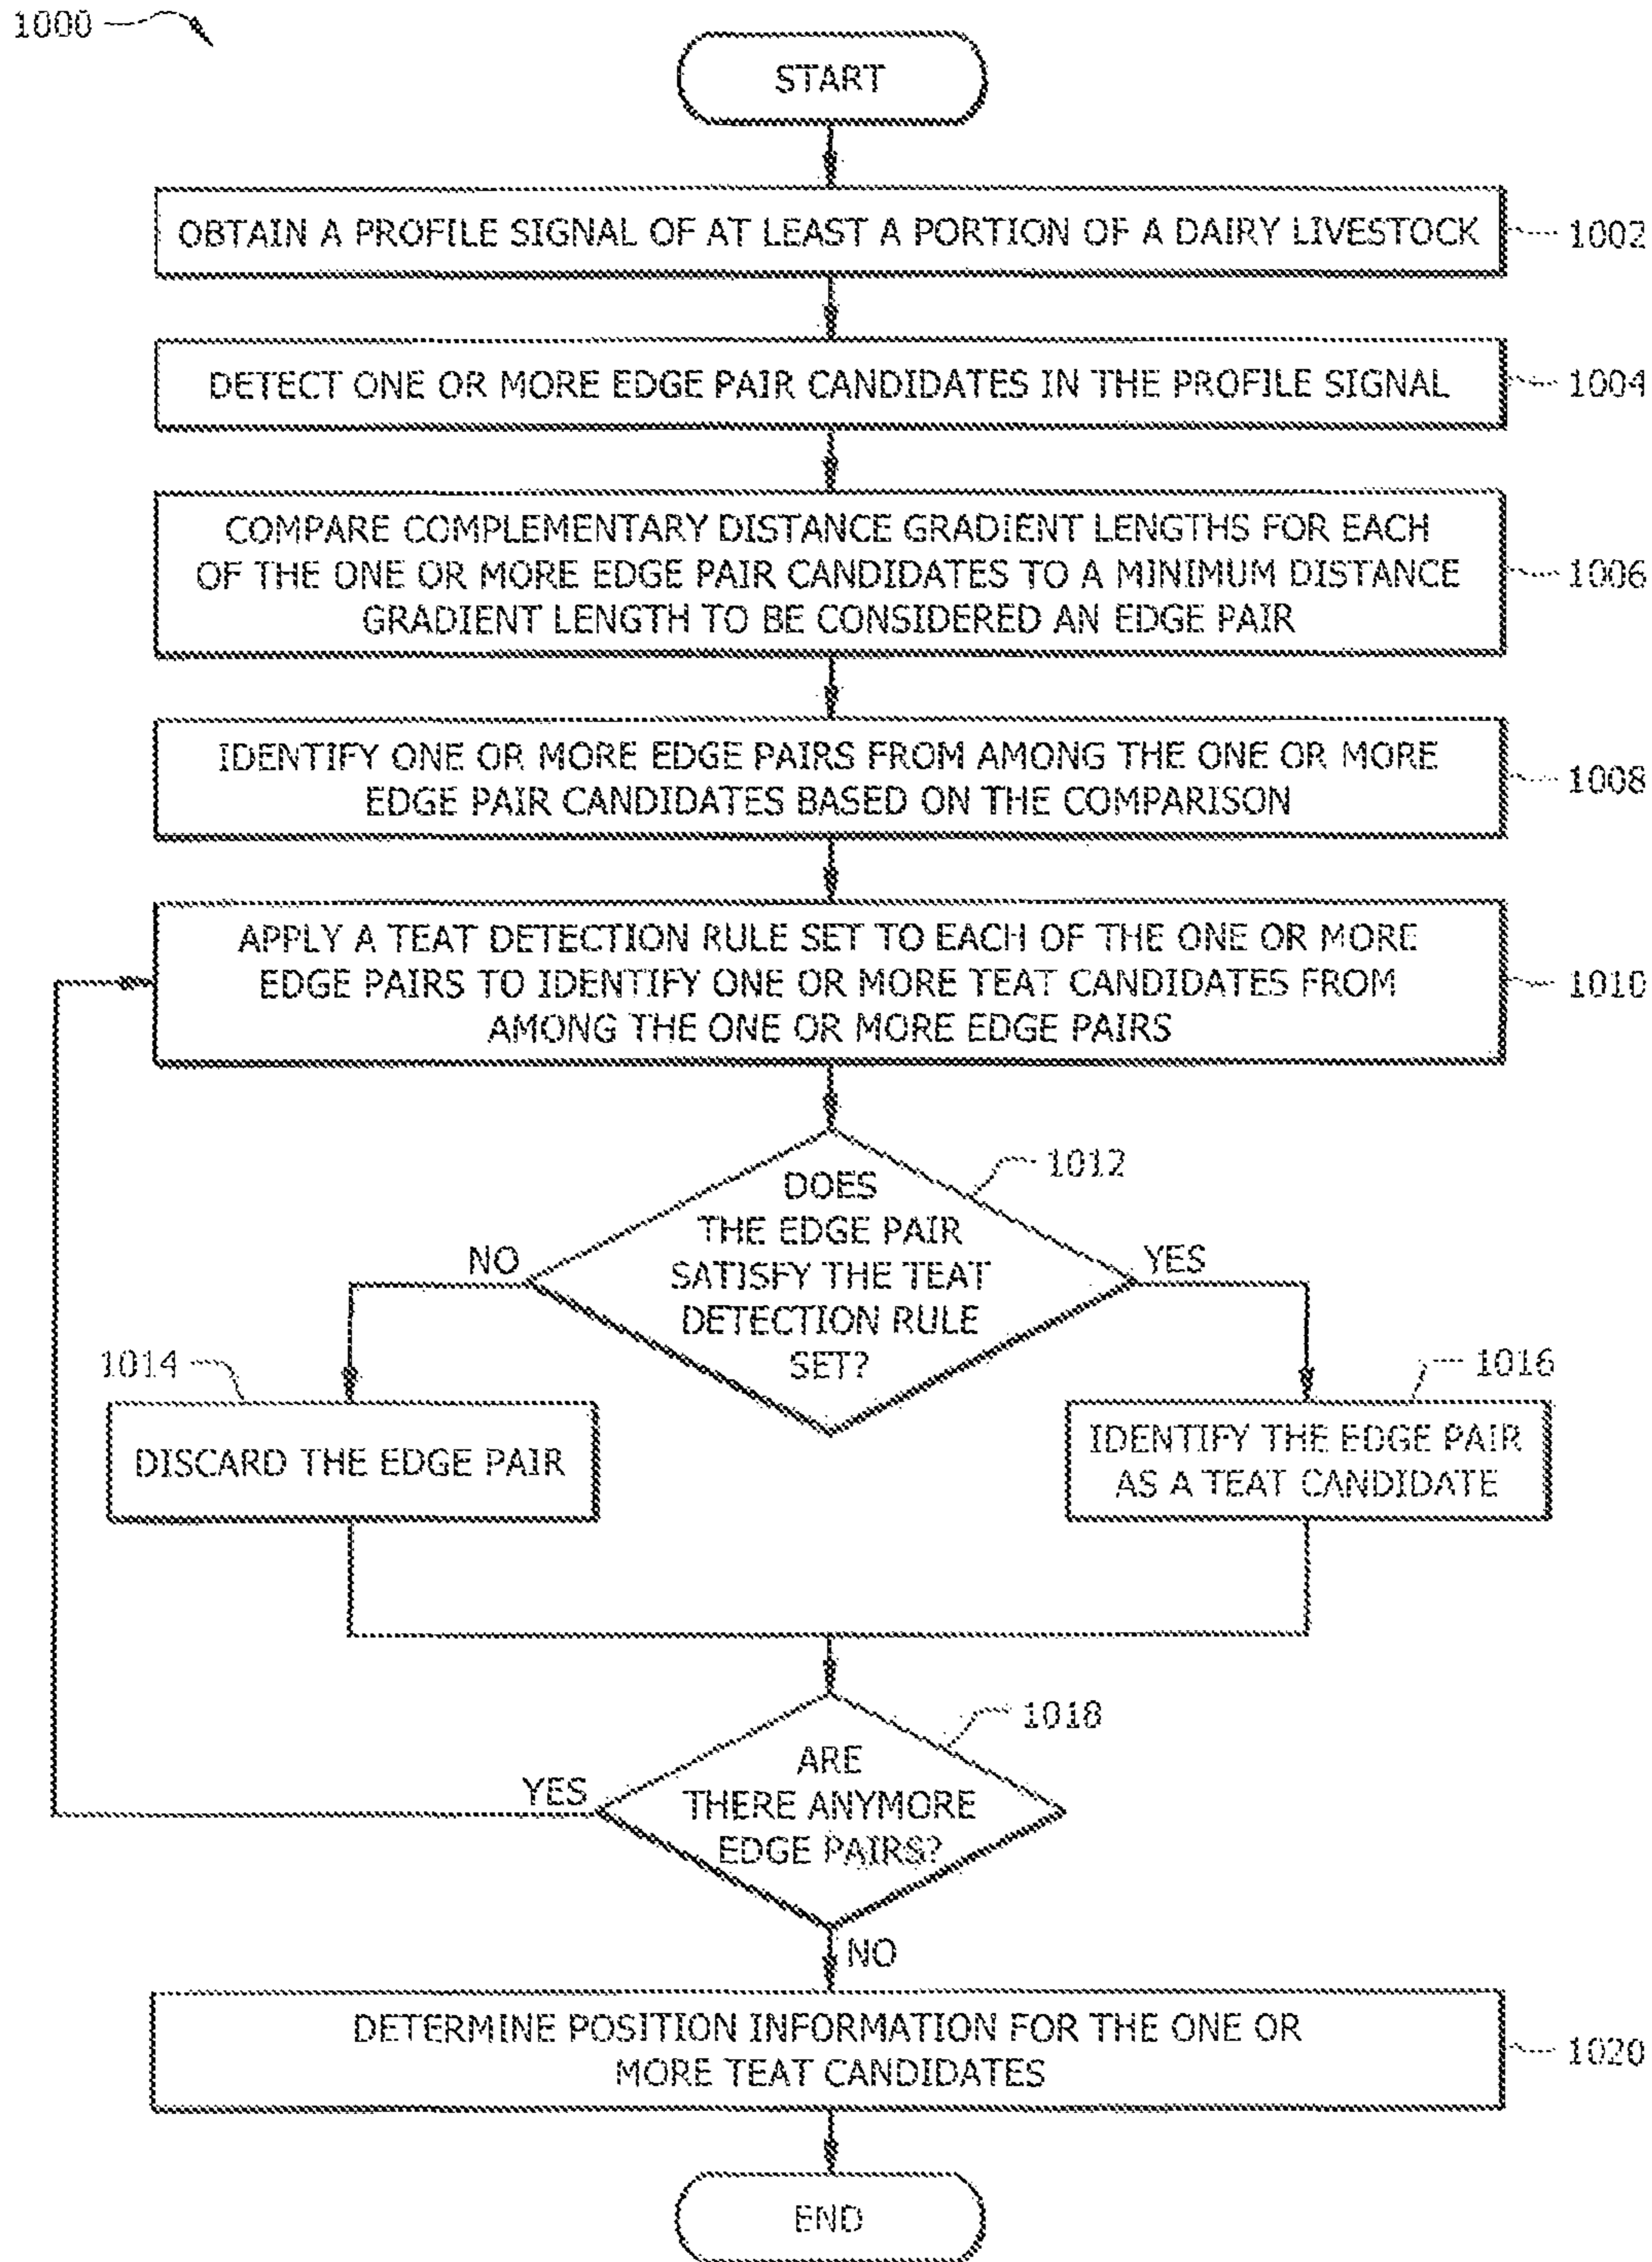 1000
START
OBTAIN A PROFILE SIGNAL OF AT LEAST A PORTION OF A DAIRY LIVESTOCK
1002
DETECT ONE OR MORE EDGE PAIR CANDIDATES IN THE PROFILE SIGNAL
1004
COMPARE COMPLEMENTARY DISTANCE GRADIENT LENGTHS FOR EACH
OF THE ONE OR MORE EDGE PAIR CANDIDATES TO A MINIMUM DISTANCE
GRADIENT LENGTH TO BE CONSIDERED AN EDGE PAIR
1006
IDENTIFY ONE OR MORE EDGE PAIRS FROM AMONG THE ONE OR MORE
EDGE PAIR CANDIDATES BASED ON THE COMPARISON
1008
APPLY A TEAT DETECTION RULE SET TO EACH OF THE ONE OR MORE
EDGE PAIRS TO IDENTIFY ONE OR MORE TEAT CANDIDATES FROM
AMONG THE ONE OR MORE EDGE PAIRS
1010
1012
DOES
THE EDGE PAIR
SATISFY THE TEAT
DETECTION RULE
SET?
NO
YES
1014
DISCARD THE EDGE PAIR
1016
IDENTIFY THE EDGE PAIR
AS A TEAT CANDIDATE
1018
ARE
THERE ANYMORE
EDGE PAIRS?
YES
NO
DETERMINE POSITION INFORMATION FOR THE ONE OR
MORE TEAT CANDIDATES
1020
END